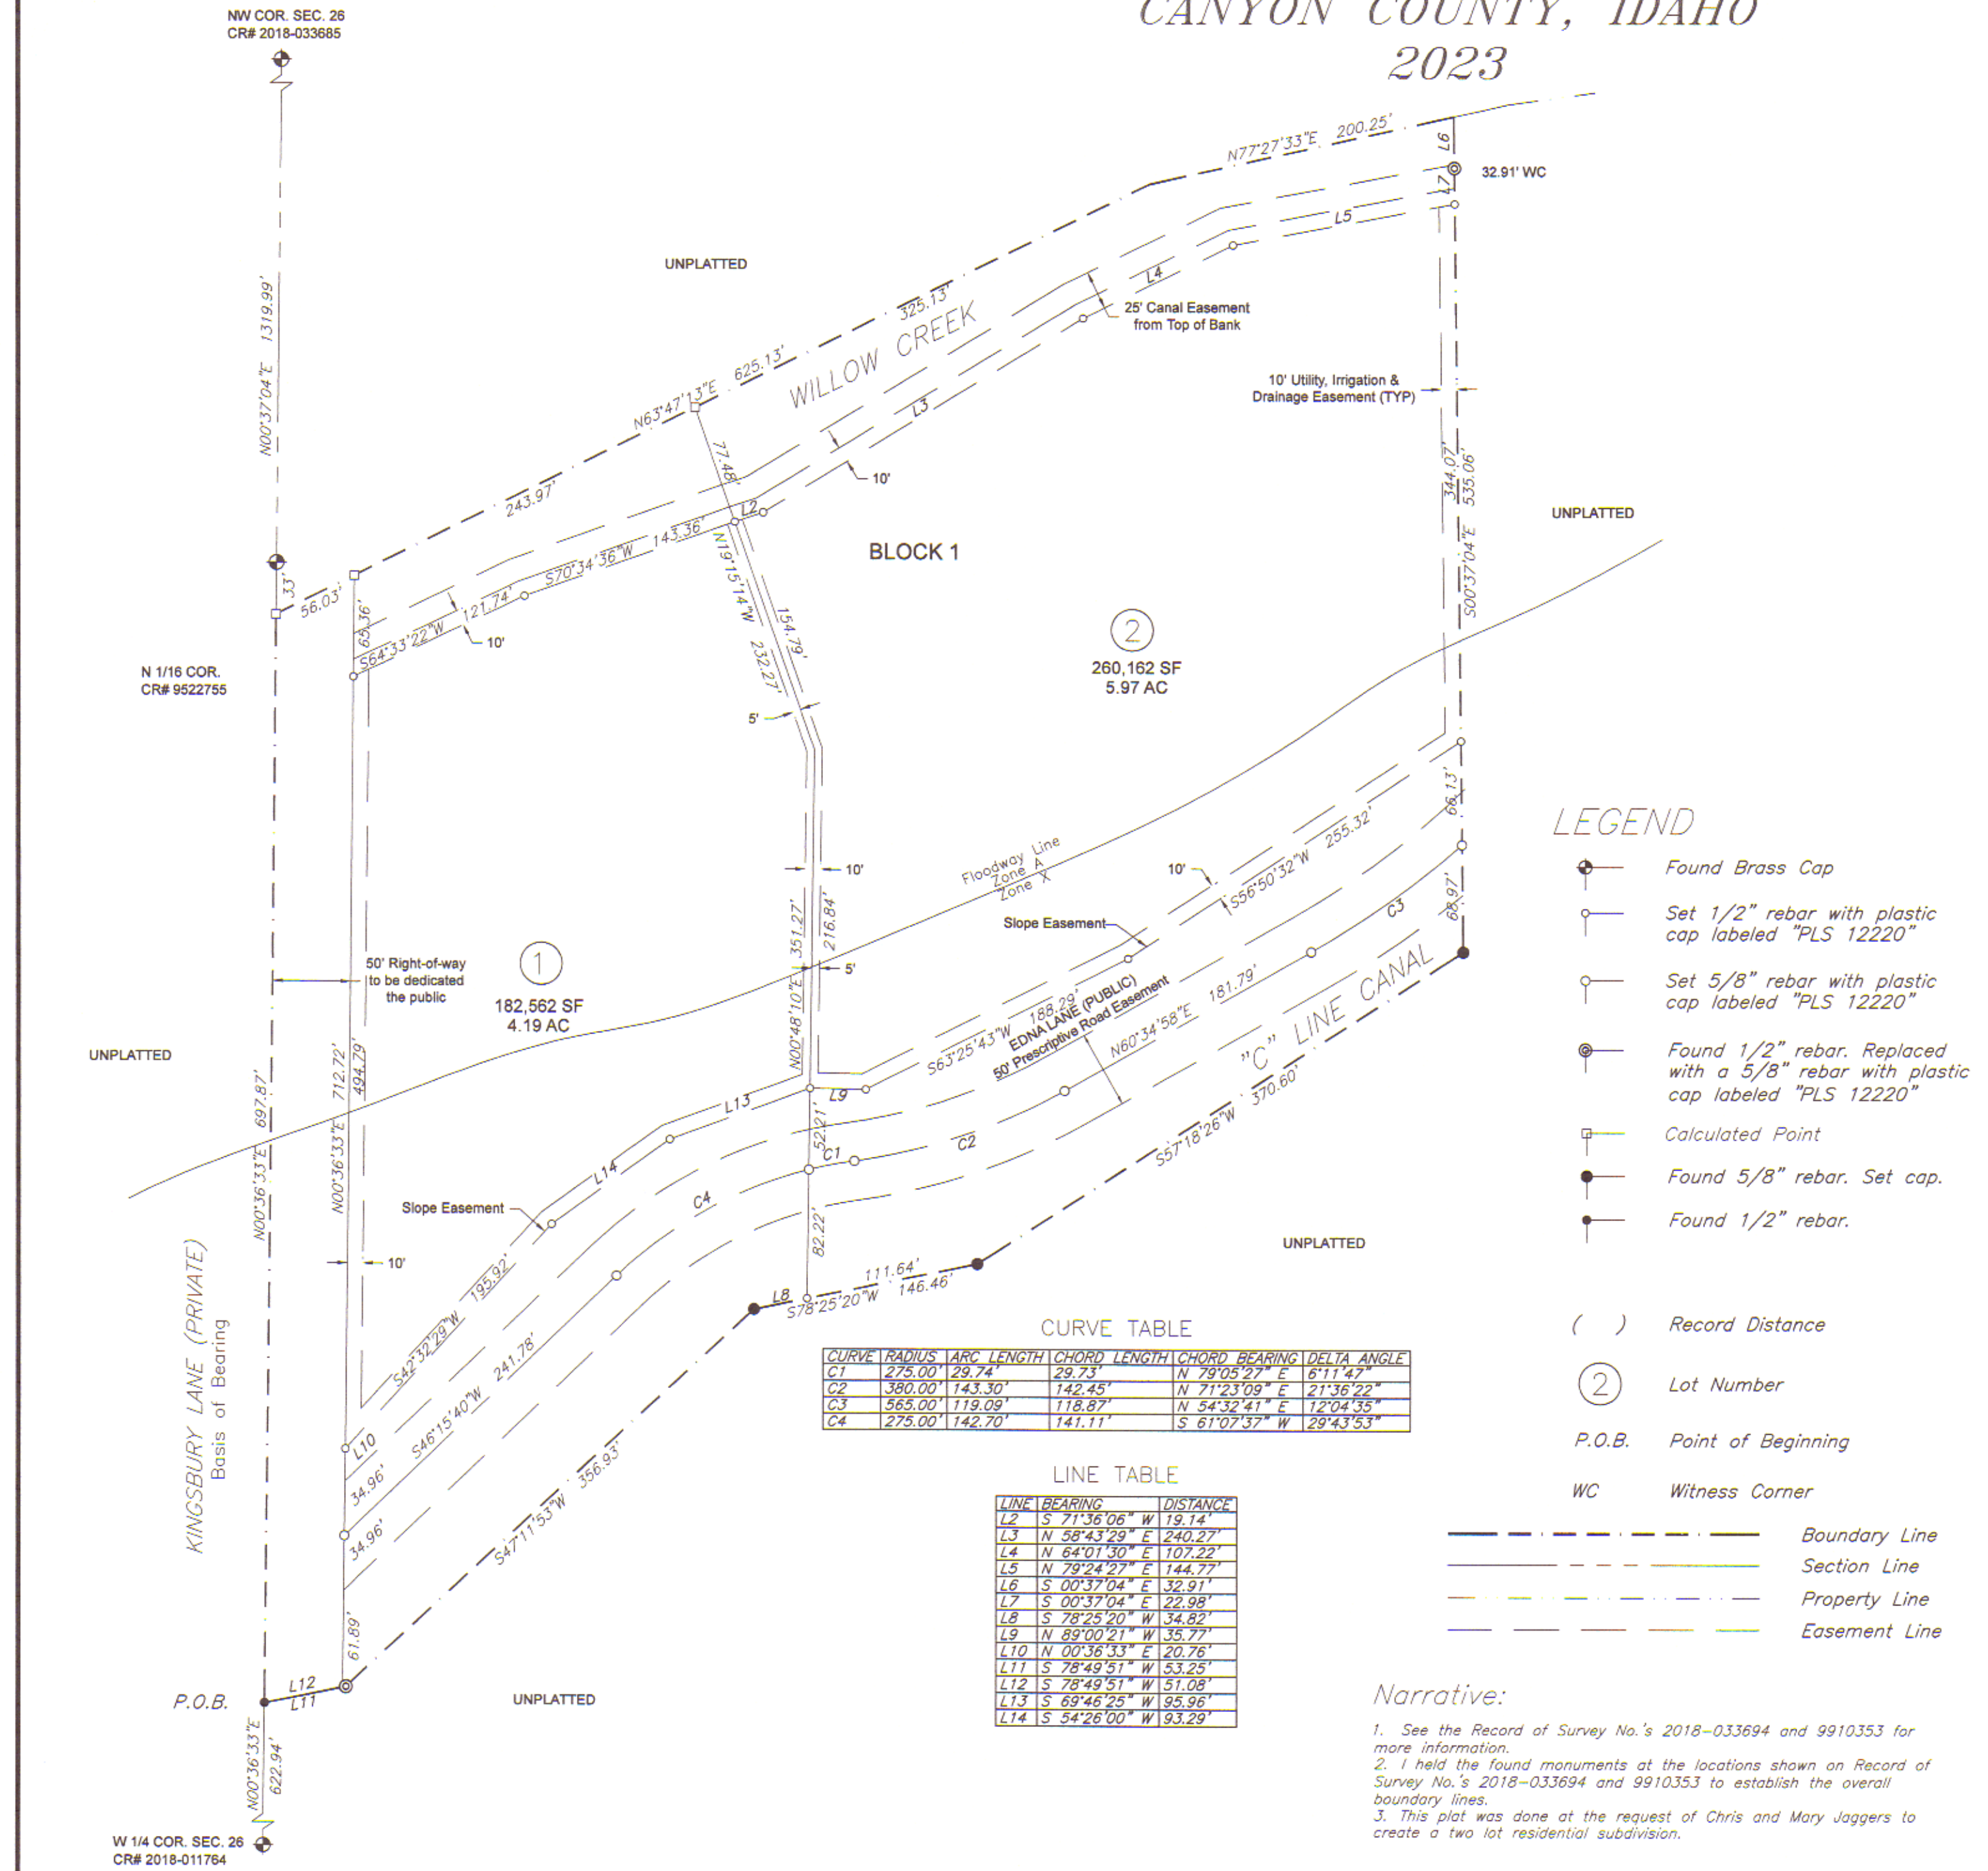 NW COR. SEC. 26
CR# 2018-033685
CANYON COUNTY, IDAHO
2023
N00°37'04"E 1319.99'
UNPLATTED
N77°27'33"E 200.25'
L6
32.91' WC
L7
L5
L4
25' Canal Easement
from Top of Bank
325.13'
N63°47'13"E 625.13'
WILLOW CREEK
L3
10'
10' Utility, Irrigation &
Drainage Easement (TYP)
344.07'
S00°37'04"E 535.06'
UNPLATTED
243.97'
77.48'
L2
S70°34'36"W 143.36'
BLOCK 1
33'
56.03'
65.36'
S64°33'22"W 121.74'
10'
N19°15'14"W 232.27'
154.79'
5'
2
260,162 SF
5.97 AC
N 1/16 COR.
CR# 9522755
66.13'
68.97'
Floodway Line
Zone A
Zone X
10'
S56°50'32"W 255.32'
Slope Easement
C3
10'
N00°48'10"E 351.27'
216.84'
5'
50' Right-of-way
to be dedicated
the public
1
182,562 SF
4.19 AC
UNPLATTED
N00°36'33"E 697.87'
N00°36'33"E 712.72'
494.79'
S63°25'43"W 188.29'
EDNA LANE (PUBLIC)
50' Prescriptive Road Easement
N60°34'58"E 181.79'
"C" LINE CANAL
S57°18'26"W 370.60'
L13
L9
52.21'
C1
C2
L14
C4
Slope Easement
82.22'
10'
S42°32'29"W 195.92'
L8
111.64'
S78°25'20"W 146.46'
UNPLATTED
KINGSBURY LANE (PRIVATE)
Basis of Bearing
L10
34.96'
34.96'
S46°15'40"W 241.78'
S47°11'53"W 356.93'
61.89'
P.O.B.
L12
L11
UNPLATTED
N00°36'33"E
622.94'
W 1/4 COR. SEC. 26
CR# 2018-011764
CURVE TABLE
CURVE RADIUS ARC LENGTH CHORD LENGTH CHORD BEARING DELTA ANGLE
C1 275.00' 29.74' 29.73' N 79°05'27" E 6°11'47"
C2 380.00' 143.30' 142.45' N 71°23'09" E 21°36'22"
C3 565.00' 119.09' 118.87' N 54°32'41" E 12°04'35"
C4 275.00' 142.70' 141.11' S 61°07'37" W 29°43'53"
LINE TABLE
LINE BEARING DISTANCE
L2 S 71°36'06" W 19.14'
L3 N 58°43'29" E 240.27'
L4 N 64°01'30" E 107.22'
L5 N 79°24'27" E 144.77'
L6 S 00°37'04" E 32.91'
L7 S 00°37'04" E 22.98'
L8 S 78°25'20" W 34.82'
L9 N 89°00'21" W 35.77'
L10 N 00°36'33" E 20.76'
L11 S 78°49'51" W 53.25'
L12 S 78°49'51" W 51.08'
L13 S 69°46'25" W 95.96'
L14 S 54°26'00" W 93.29'
LEGEND
Found Brass Cap
Set 1/2" rebar with plastic
cap labeled "PLS 12220"
Set 5/8" rebar with plastic
cap labeled "PLS 12220"
Found 1/2" rebar. Replaced
with a 5/8" rebar with plastic
cap labeled "PLS 12220"
Calculated Point
Found 5/8" rebar. Set cap.
Found 1/2" rebar.
( ) Record Distance
2 Lot Number
P.O.B. Point of Beginning
WC Witness Corner
Boundary Line
Section Line
Property Line
Easement Line
Narrative:
1. See the Record of Survey No.'s 2018-033694 and 9910353 for
more information.
2. I held the found monuments at the locations shown on Record of
Survey No.'s 2018-033694 and 9910353 to establish the overall
boundary lines.
3. This plat was done at the request of Chris and Mary Jaggers to
create a two lot residential subdivision.